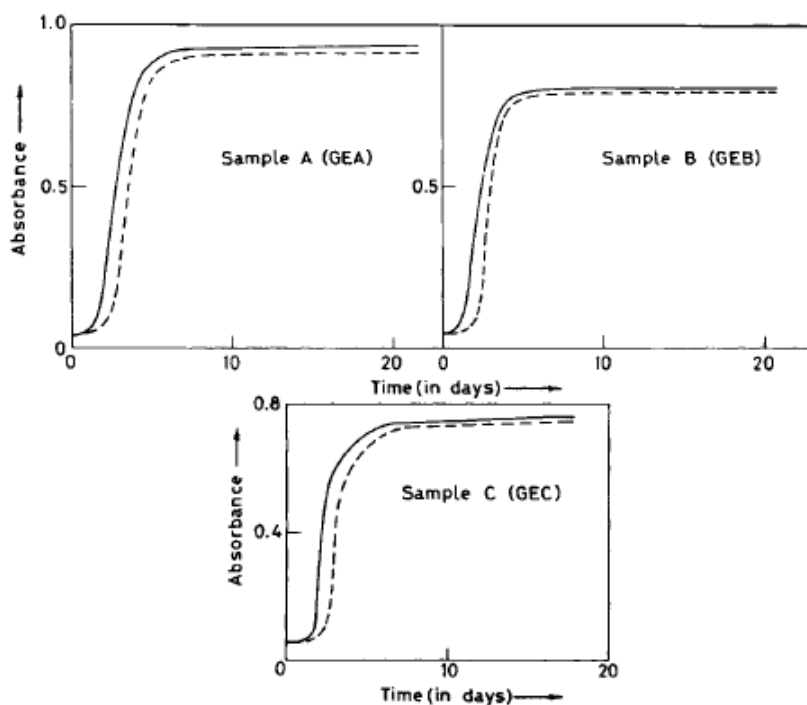 1.0
Absorbance
0.5
0
Sample A (GEA)
0 10 20
0.5
Sample B (GEB)
0 10 20
Time (in days)
0.8
Absorbance
0.4
Sample C (GEC)
0 10 20
Time (in days)